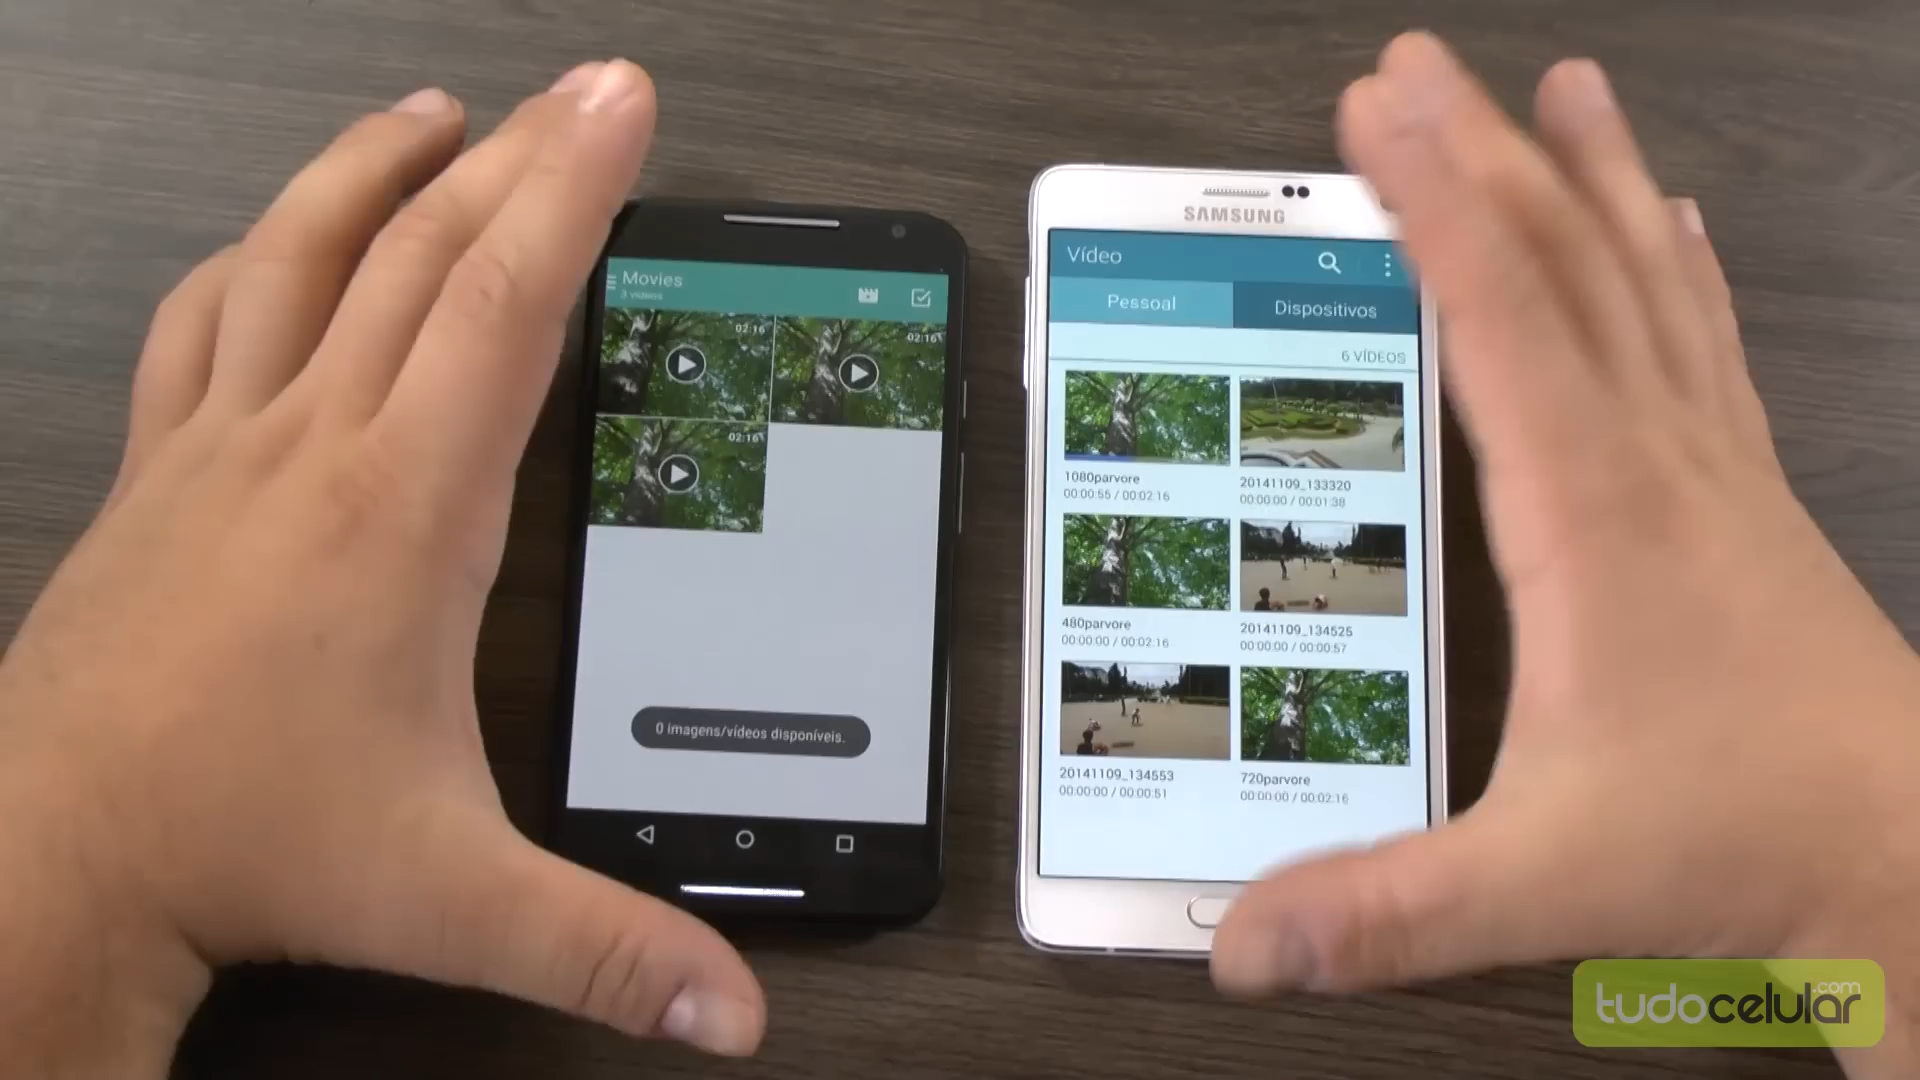 Movies
3 vídeos
02:16
02:16
02:16
0 imagens/vídeos disponíveis.
SAMSUNG
Vídeo
Pessoal
Dispositivos
6 VÍDEOS
1080parvore
00:00:55 / 00:02:16
20141109_133320
00:00:00 / 00:01:38
480parvore
00:00:00 / 00:02:16
20141109_134525
00:00:00 / 00:00:57
20141109_134553
00:00:00 / 00:00:51
720parvore
00:00:00 / 00:02:16
tudocelular.com